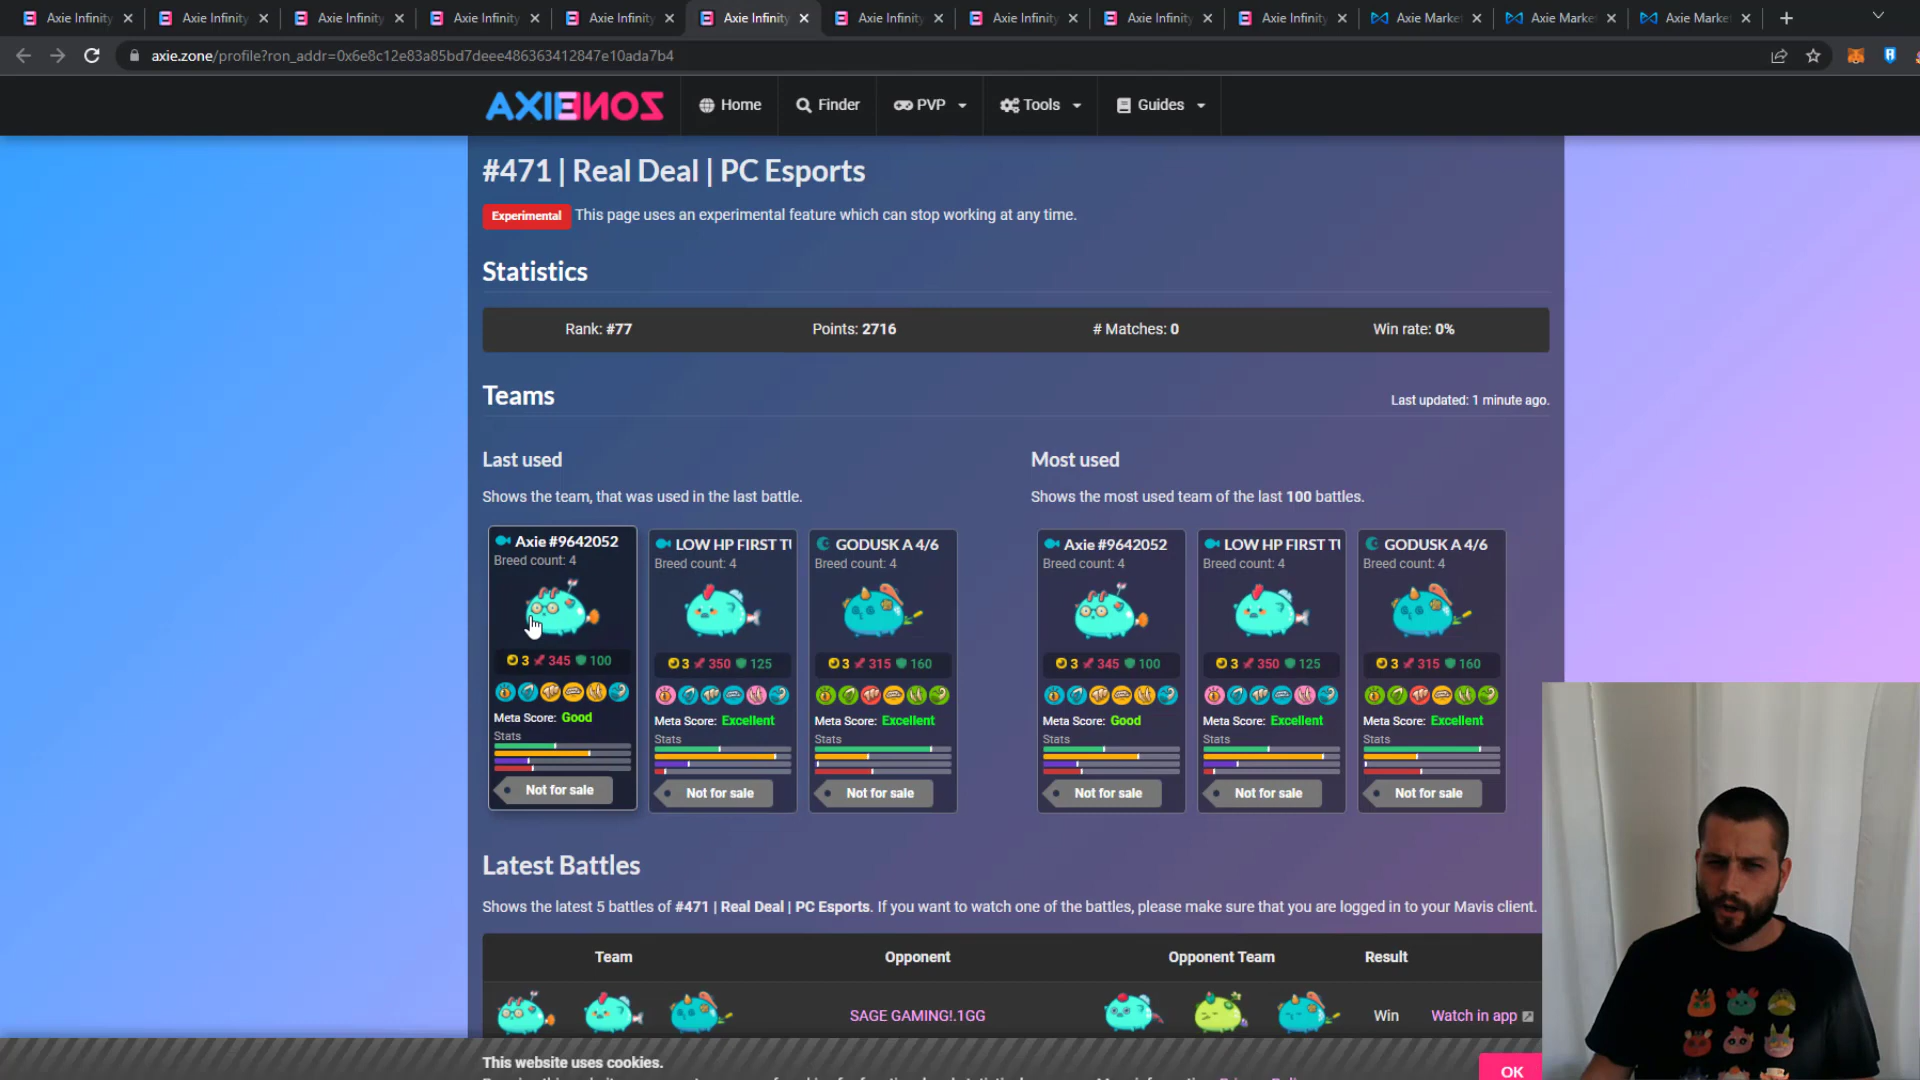 Axie Infinity
Axie Infinity
Axie Infinity
Axie Infinity
Axie Infinity
Axie Infinity
Axie Infinity
Axie Infinity
Axie Infinity
Axie Infinity
Axie Marke
Axie Marke
Axie Marke
axie.zone/profile?ron_addr=0x6e8c12e83a85bd7deee486363412847e10ada7b4
AXIE ZONE
Home
Finder
PVP
Tools
Guides
#471 | Real Deal | PC Esports
Experimental This page uses an experimental feature which can stop working at any time.
Statistics
Rank: #77
Points: 2716
# Matches: 0
Win rate: 0%
Teams
Last updated: 1 minute ago.
Last used
Most used
Shows the team, that was used in the last battle.
Shows the most used team of the last 100 battles.
Axie #9642052
Breed count: 4
3 345 100
Meta Score: Good
Stats
Not for sale
LOW HP FIRST TU
Breed count: 4
3 350 125
Meta Score: Excellent
Stats
Not for sale
GODUSK A 4/6
Breed count: 4
3 315 160
Meta Score: Excellent
Stats
Not for sale
Axie #9642052
Breed count: 4
3 345 100
Meta Score: Good
Stats
Not for sale
LOW HP FIRST TU
Breed count: 4
3 350 125
Meta Score: Excellent
Stats
Not for sale
GODUSK A 4/6
Breed count: 4
3 315 160
Meta Score: Excellent
Stats
Not for sale
Latest Battles
Shows the latest 5 battles of #471 | Real Deal | PC Esports. If you want to watch one of the battles, please make sure that you are logged in to your Mavis client.
Team
Opponent
Opponent Team
Result
SAGE GAMING!.1GG
Win
Watch in app
This website uses cookies.
OK